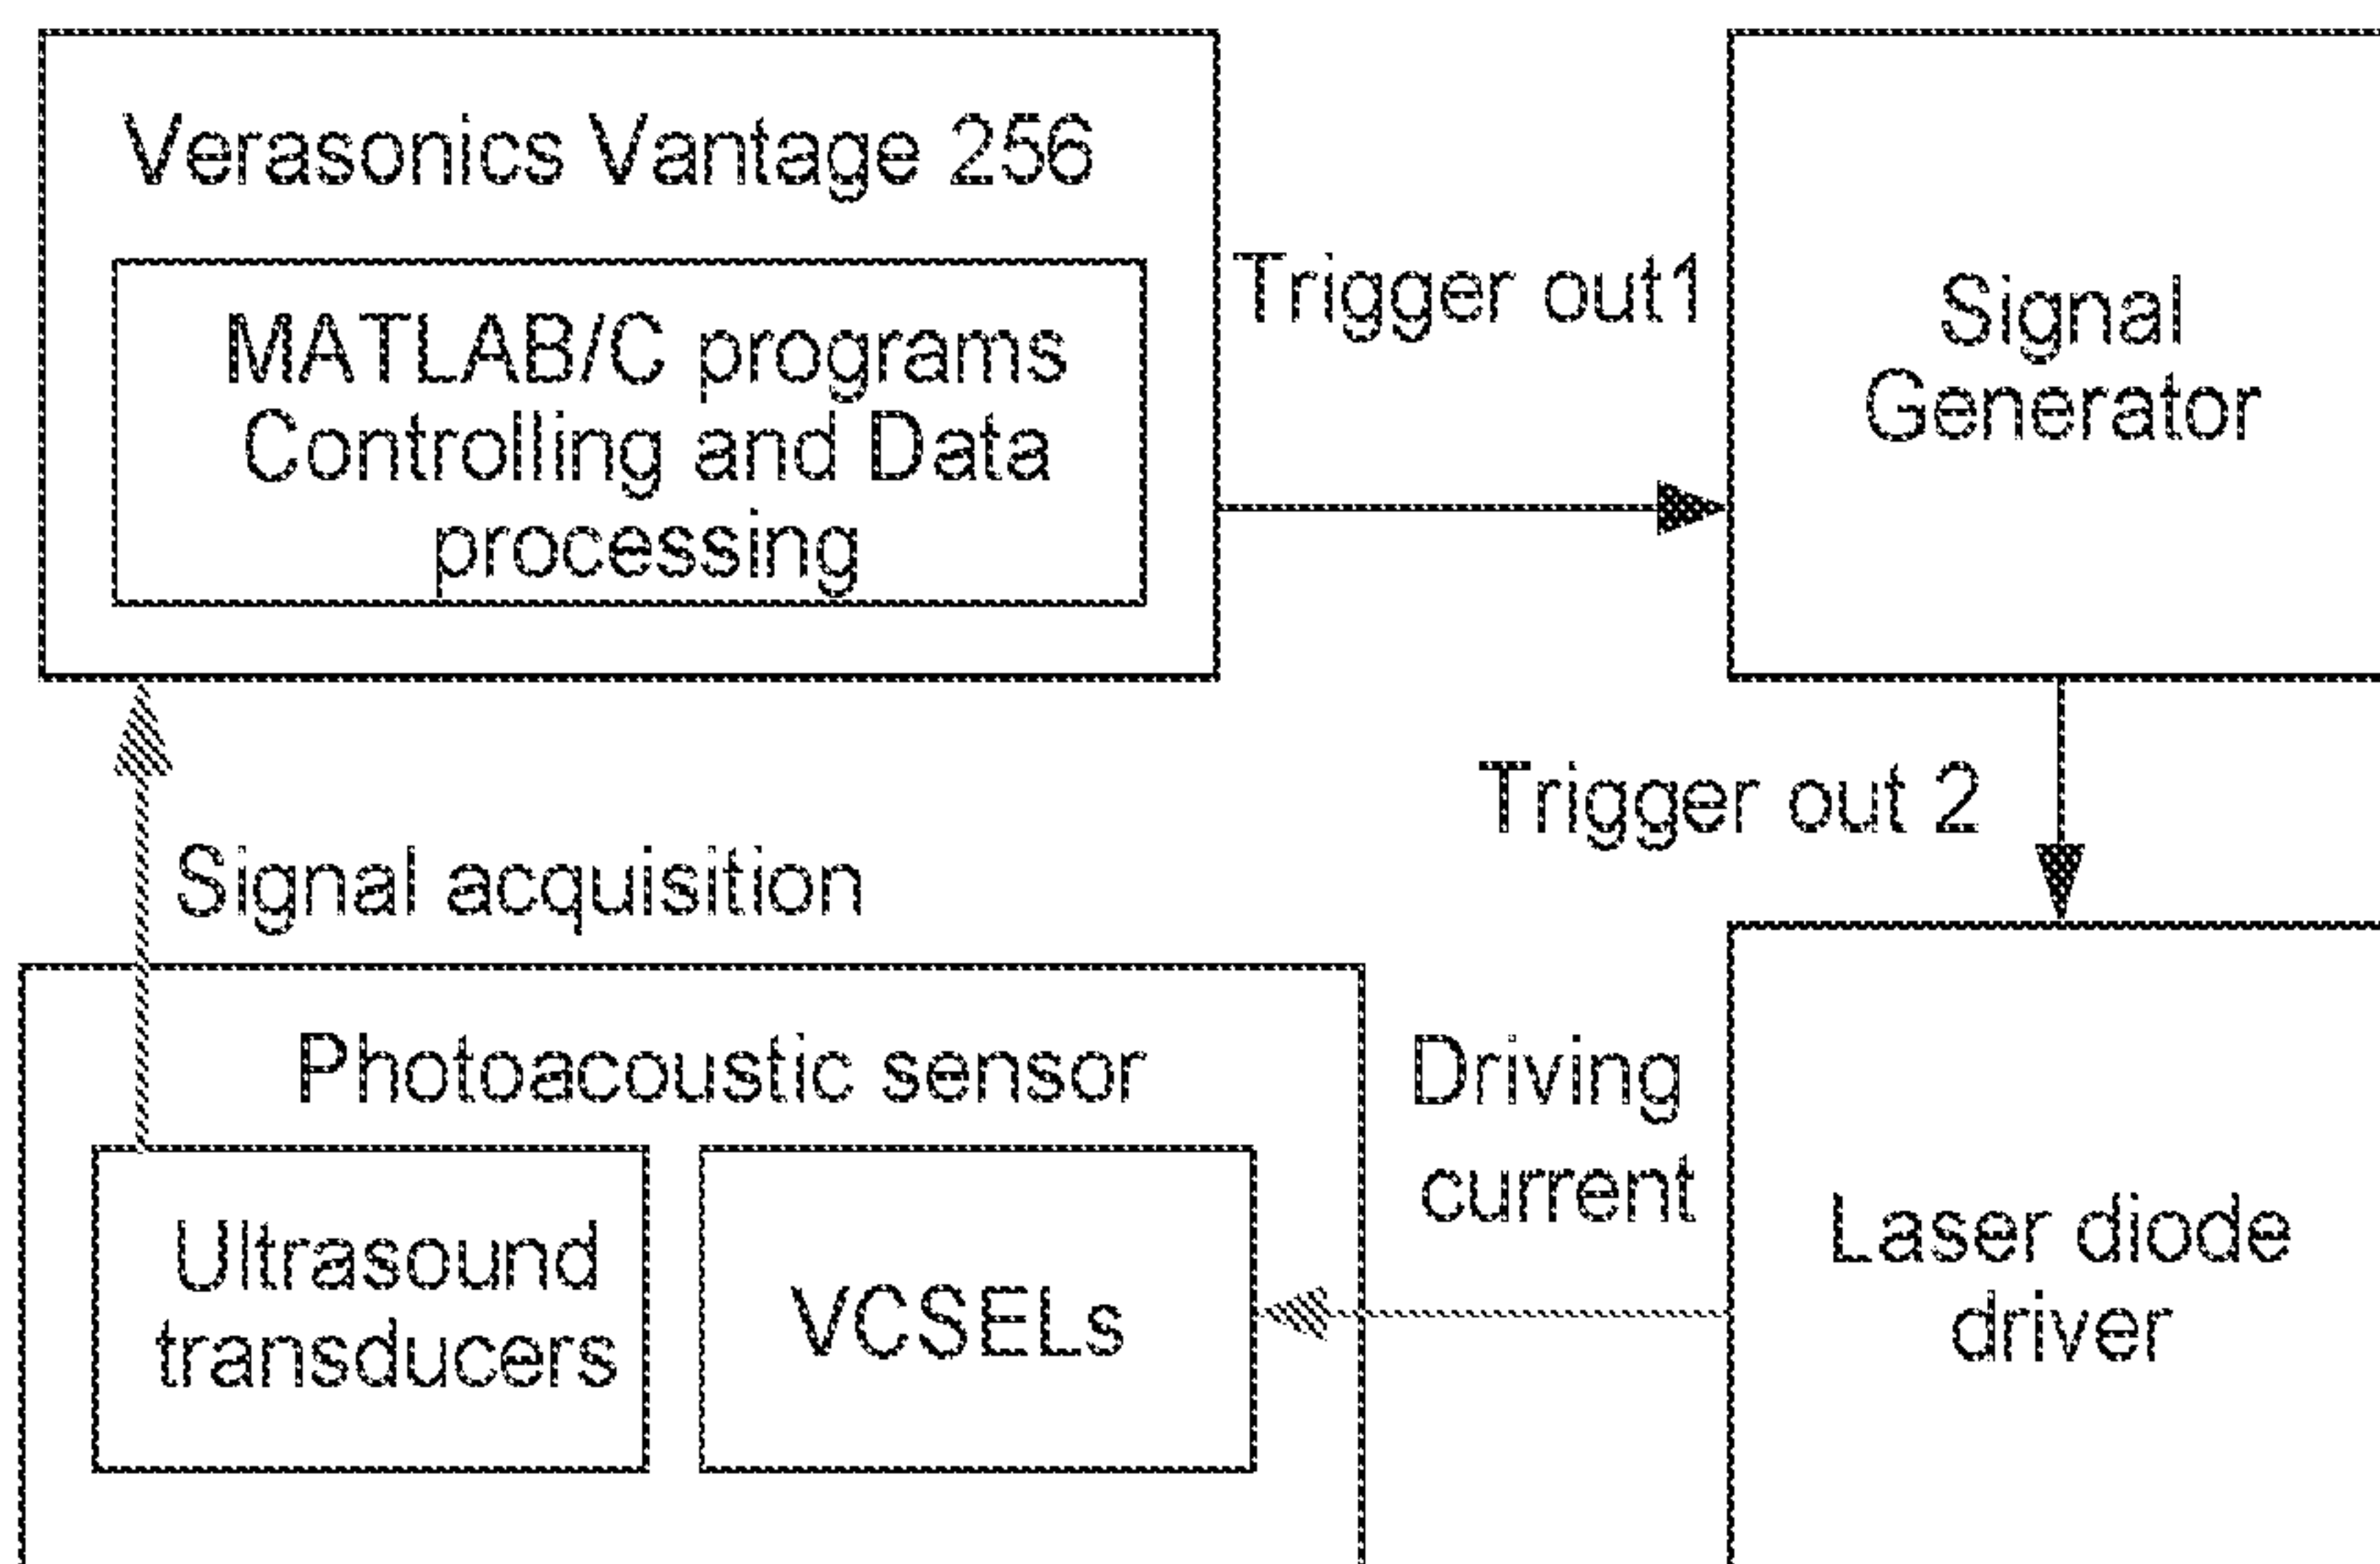 Verasonics Vantage 256
MATLAB/C programs
Controlling and Data
processing
Trigger out1
Signal
Generator
Trigger out 2
Signal acquisition
Photoacoustic sensor
Ultrasound
transducers
VCSELs
Driving
current
Laser diode
driver